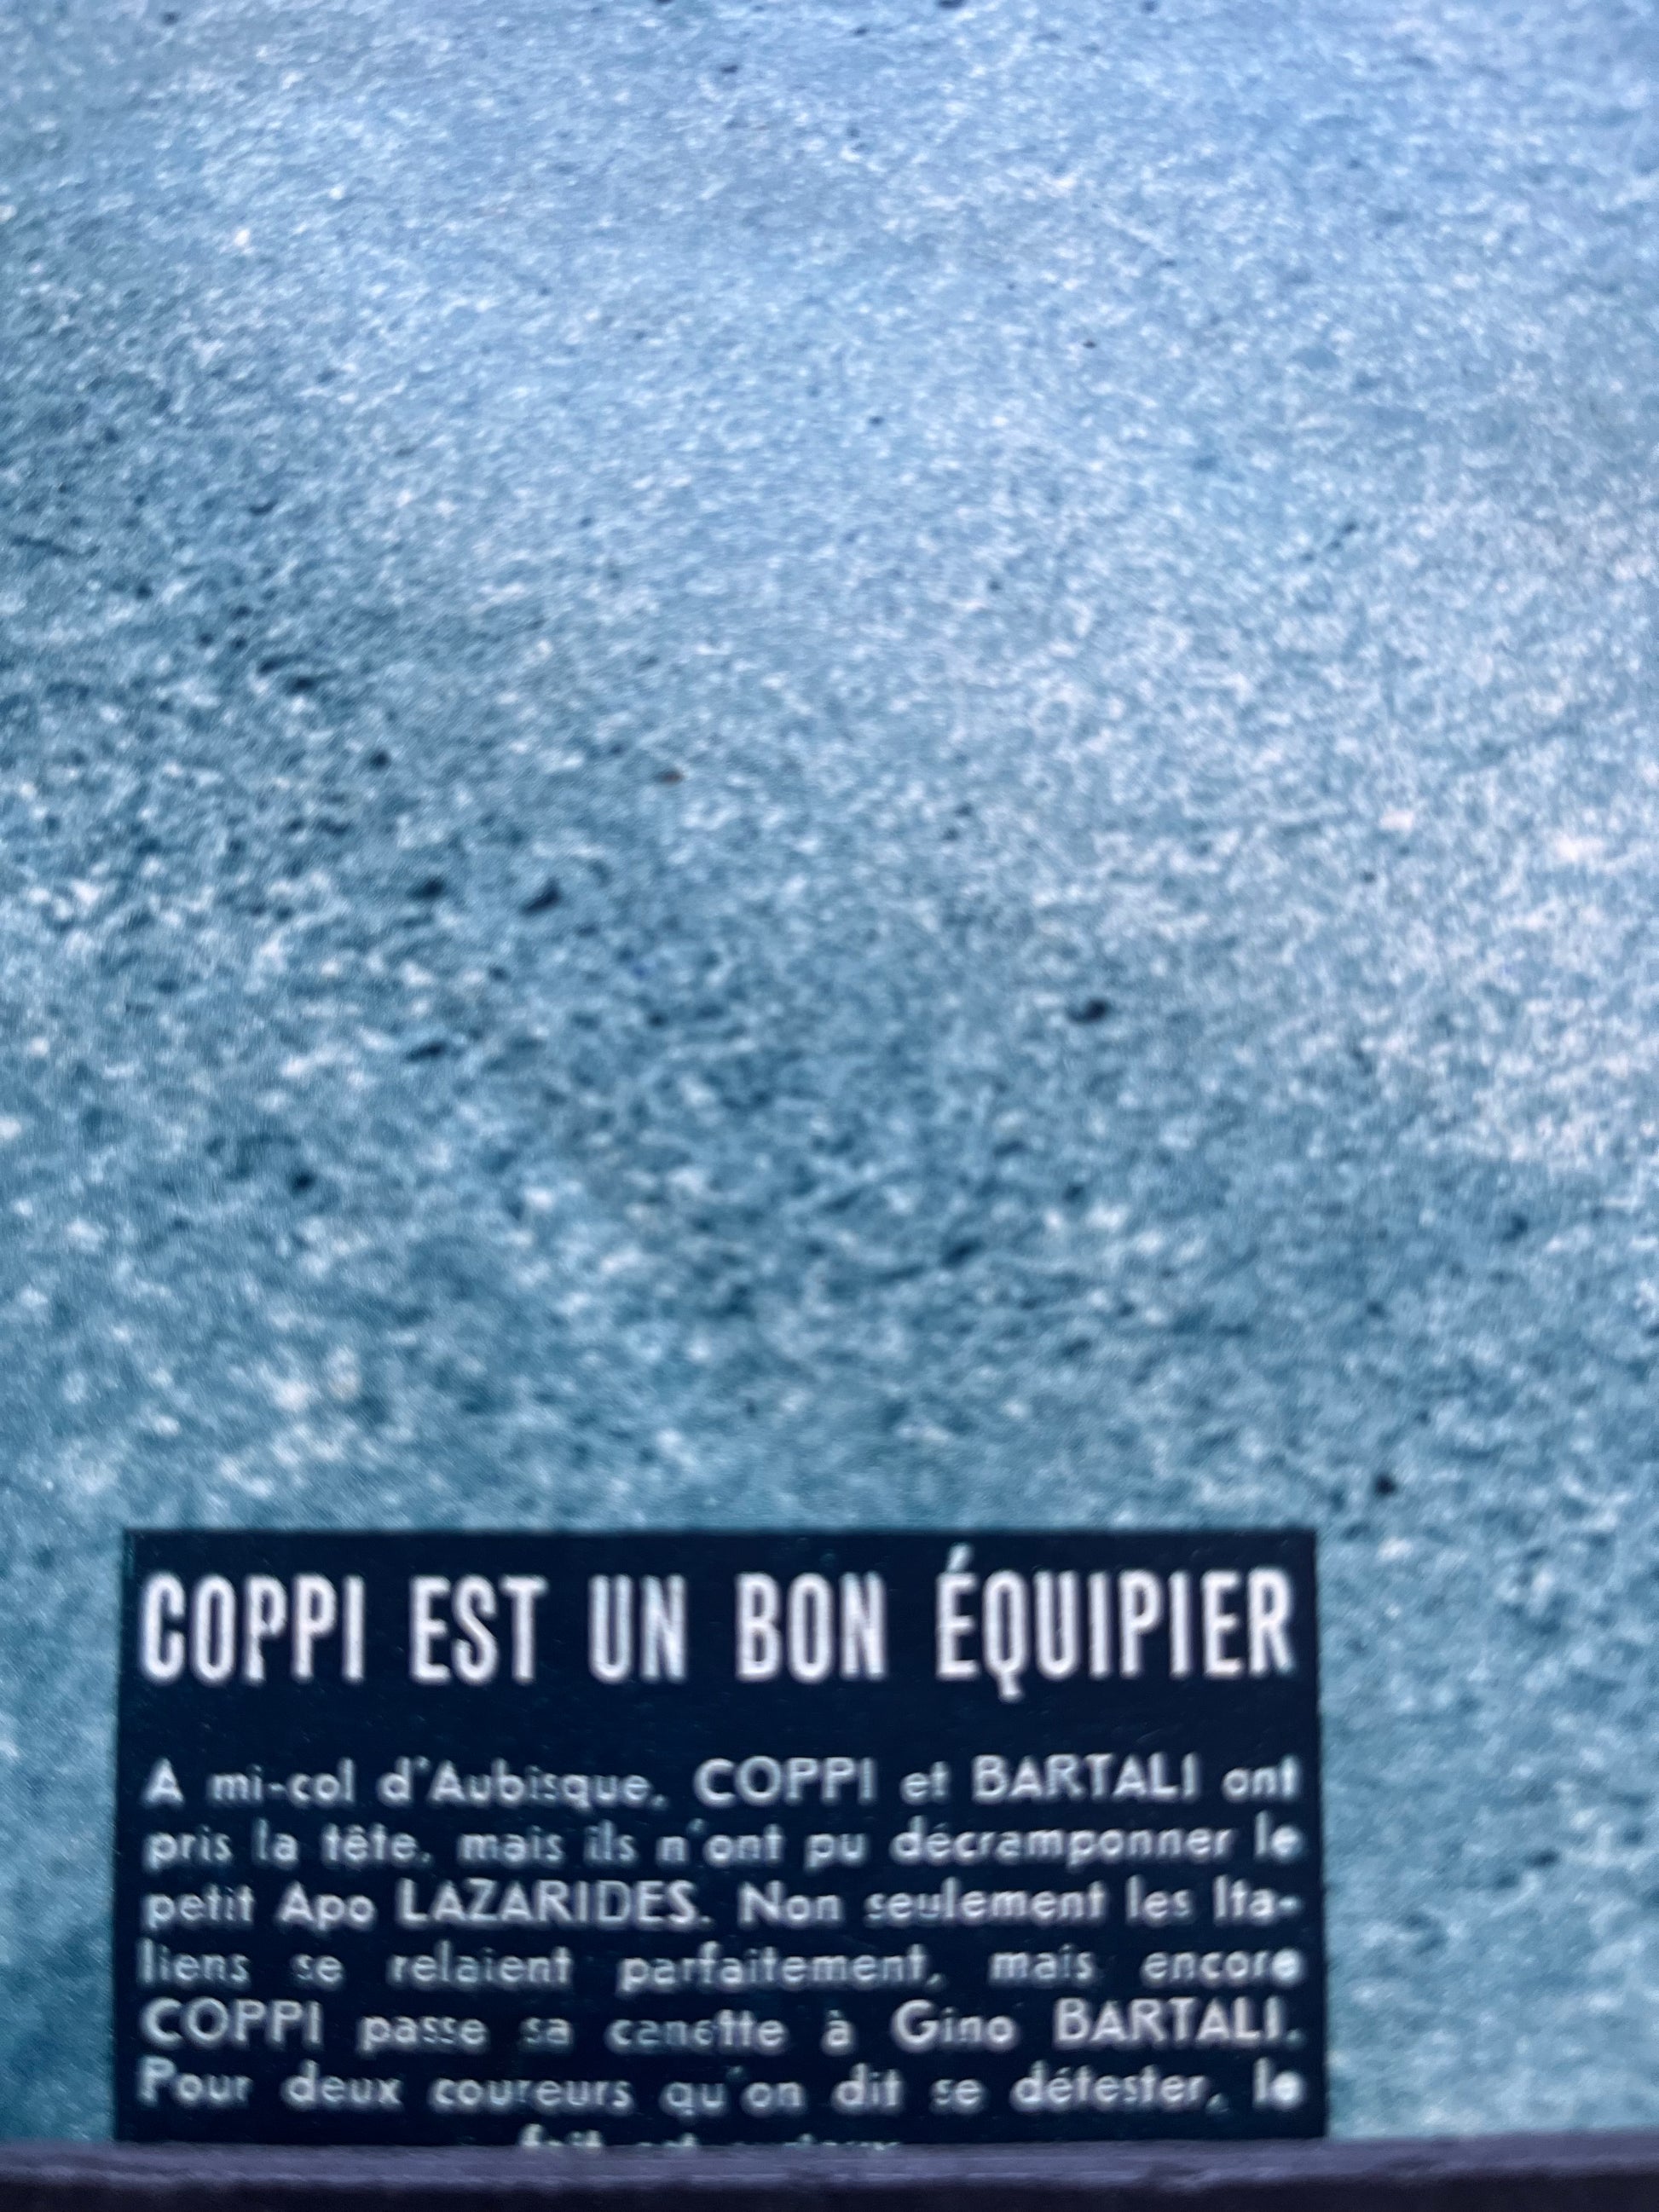 COPPI EST UN BON ÉQUIPIER
A mi-col d'Aubisque, COPPI et BARTALI ont
pris la tête, mais ils n'ont pu décramponner le
petit Apo LAZARIDES. Non seulement les Ita-
liens se relaient parfaitement, mais encore
COPPI passe sa canette à Gino BARTALI.
Pour deux coureurs qu'on dit se détester, le
fait est